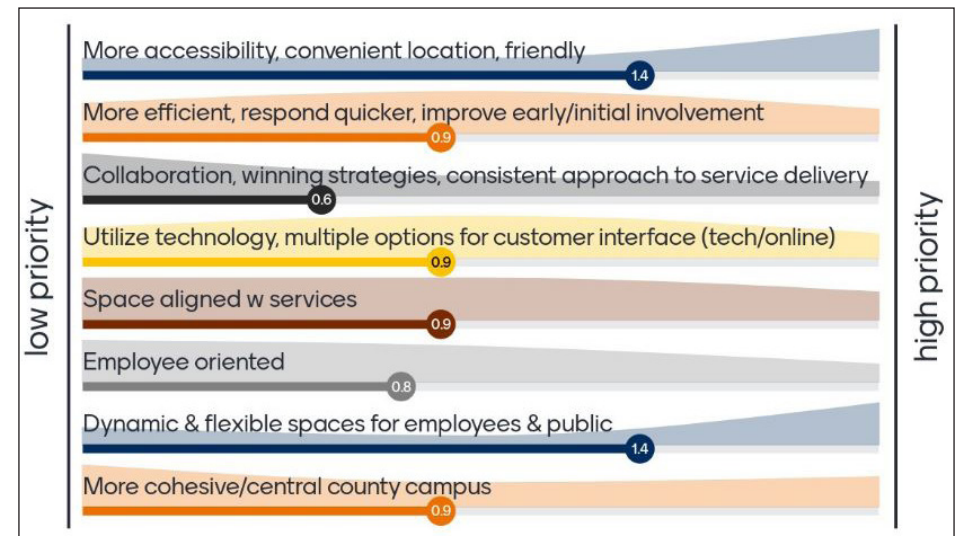 low priority
More accessibility, convenient location, friendly
1.4
More efficient, respond quicker, improve early/initial involvement
0.9
Collaboration, winning strategies, consistent approach to service delivery
0.6
Utilize technology, multiple options for customer interface (tech/online)
0.9
Space aligned w services
0.9
Employee oriented
0.8
Dynamic & flexible spaces for employees & public
1.4
More cohesive/central county campus
0.9
high priority